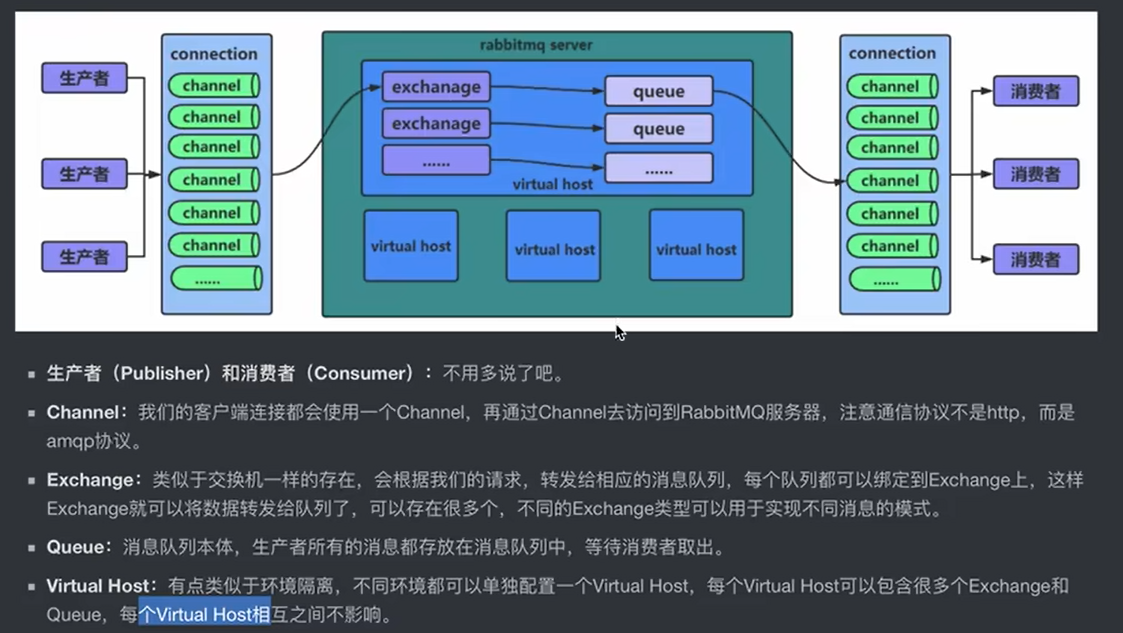 rabbitmq server
connection
connection
生产者
channel
exchanage
queue
channel
消费者
channel
exchanage
queue
channel
channel
......
......
channel
生产者
channel
virtual host
channel
消费者
channel
channel
channel
virtual host
virtual host
virtual host
channel
生产者
......
......
消费者
生产者（Publisher）和消费者（Consumer）：不用多说了吧。
Channel：我们的客户端连接都会使用一个Channel，再通过Channel去访问到RabbitMQ服务器，注意通信协议不是http，而是
amqp协议。
Exchange：类似于交换机一样的存在，会根据我们的请求，转发给相应的消息队列，每个队列都可以绑定到Exchange上，这样
Exchange就可以将数据转发给队列了，可以存在很多个，不同的Exchange类型可以用于实现不同消息的模式。
Queue：消息队列本体，生产者所有的消息都存放在消息队列中，等待消费者取出。
Virtual Host：有点类似于环境隔离，不同环境都可以单独配置一个Virtual Host，每个Virtual Host可以包含很多个Exchange和
Queue，每个Virtual Host相互之间不影响。